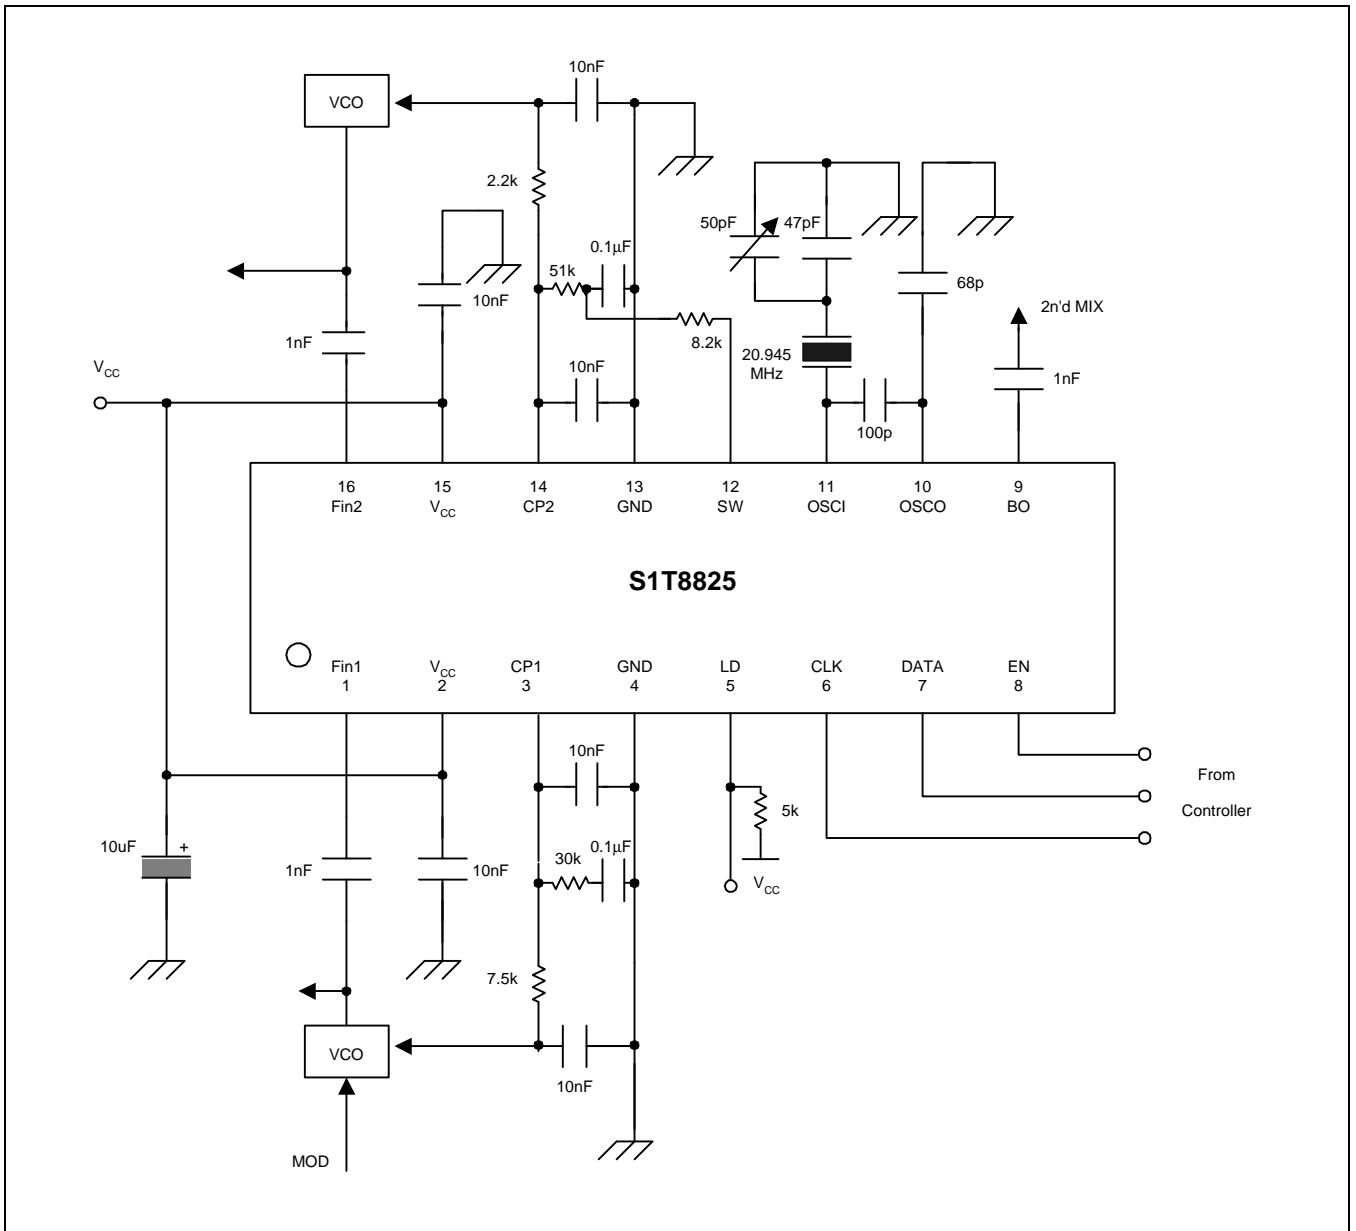 10nF
VCO
2.2k
50pF
47pF
0.1µF
51k
10nF
68p
2n'd MIX
1nF
8.2k
20.945
MHz
10nF
1nF
VCC
100p
16
15
14
13
12
11
10
9
Fin2
VCC
CP2
GND
SW
OSCI
OSCO
BO
S1T8825
Fin1
VCC
CP1
GND
LD
CLK
DATA
EN
1
2
3
4
5
6
7
8
10nF
From
5k
Controller
10uF
+
1nF
10nF
30k
0.1µF
VCC
7.5k
VCO
10nF
MOD